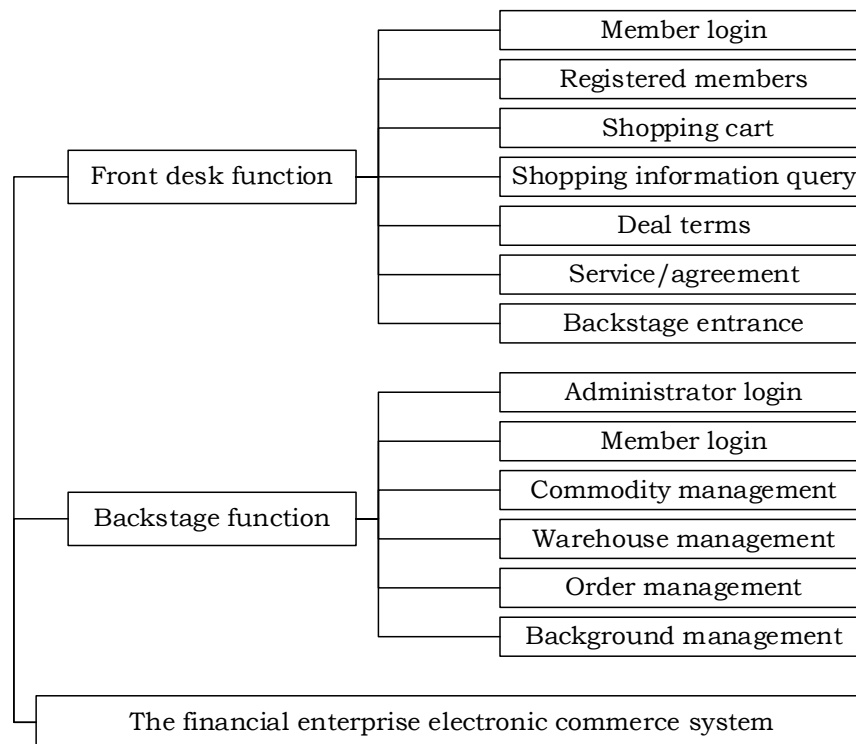 Member login
Registered members
Shopping cart
Front desk function
Shopping information query
Deal terms
Service/agreement
Backstage entrance
Administrator login
Member login
Commodity management
Backstage function
Warehouse management
Order management
Background management
The financial enterprise electronic commerce system